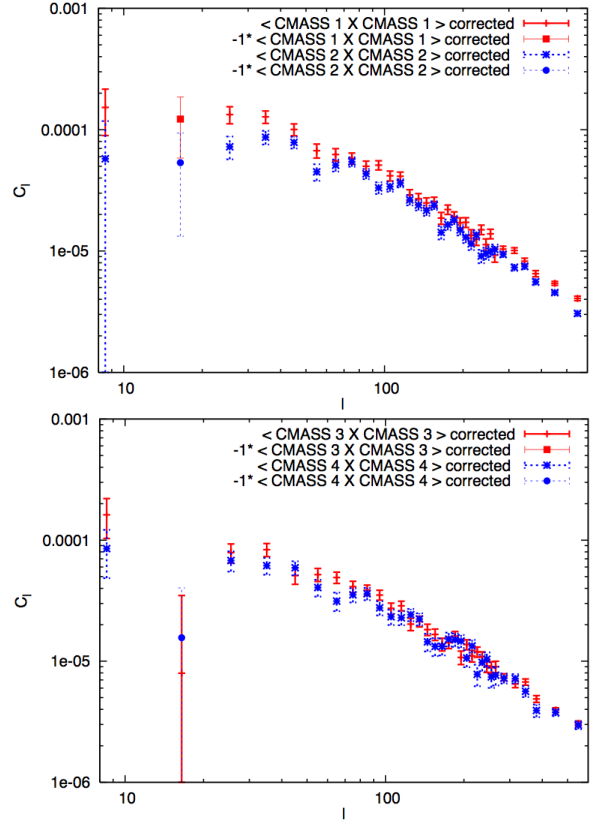 < CMASS 1 X CMASS 1 > corrected
-1* < CMASS 1 X CMASS 1 > corrected
< CMASS 2 X CMASS 2 > corrected
-1* < CMASS 2 X CMASS 2 > corrected
0.001
0.0001
1e-05
1e-06
C_l
10 100
l
< CMASS 3 X CMASS 3 > corrected
-1* < CMASS 3 X CMASS 3 > corrected
< CMASS 4 X CMASS 4 > corrected
-1* < CMASS 4 X CMASS 4 > corrected
0.001
0.0001
1e-05
1e-06
C_l
10 100
l